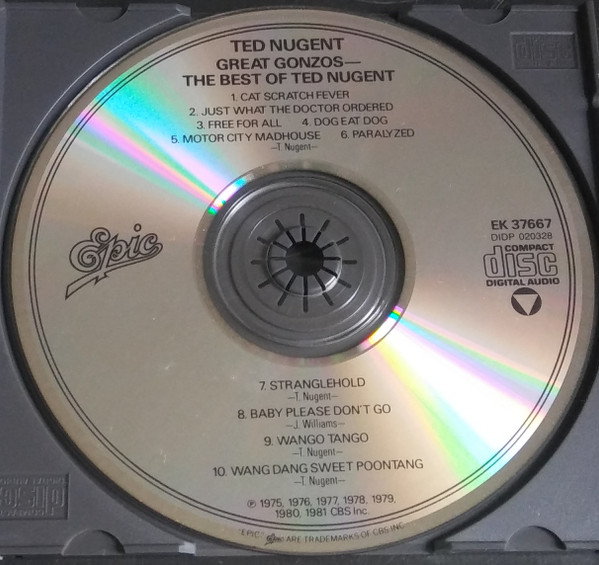 TED NUGENT
GREAT GONZOS—
THE BEST OF TED NUGENT
1. CAT SCRATCH FEVER
2. JUST WHAT THE DOCTOR ORDERED
3. FREE FOR ALL 4. DOG EAT DOG
5. MOTOR CITY MADHOUSE 6. PARALYZED
—T. Nugent—
Epic
EK 37667
DIDP 020328
COMPACT
disc
DIGITAL AUDIO
7. STRANGLEHOLD
—T. Nugent—
8. BABY PLEASE DON'T GO
—J. Williams—
9. WANGO TANGO
—T. Nugent—
10. WANG DANG SWEET POONTANG
—T. Nugent—
℗ 1975, 1976, 1977, 1978, 1979,
1980, 1981 CBS Inc.
"EPIC," Epic ARE TRADEMARKS OF CBS INC.
disc
disc